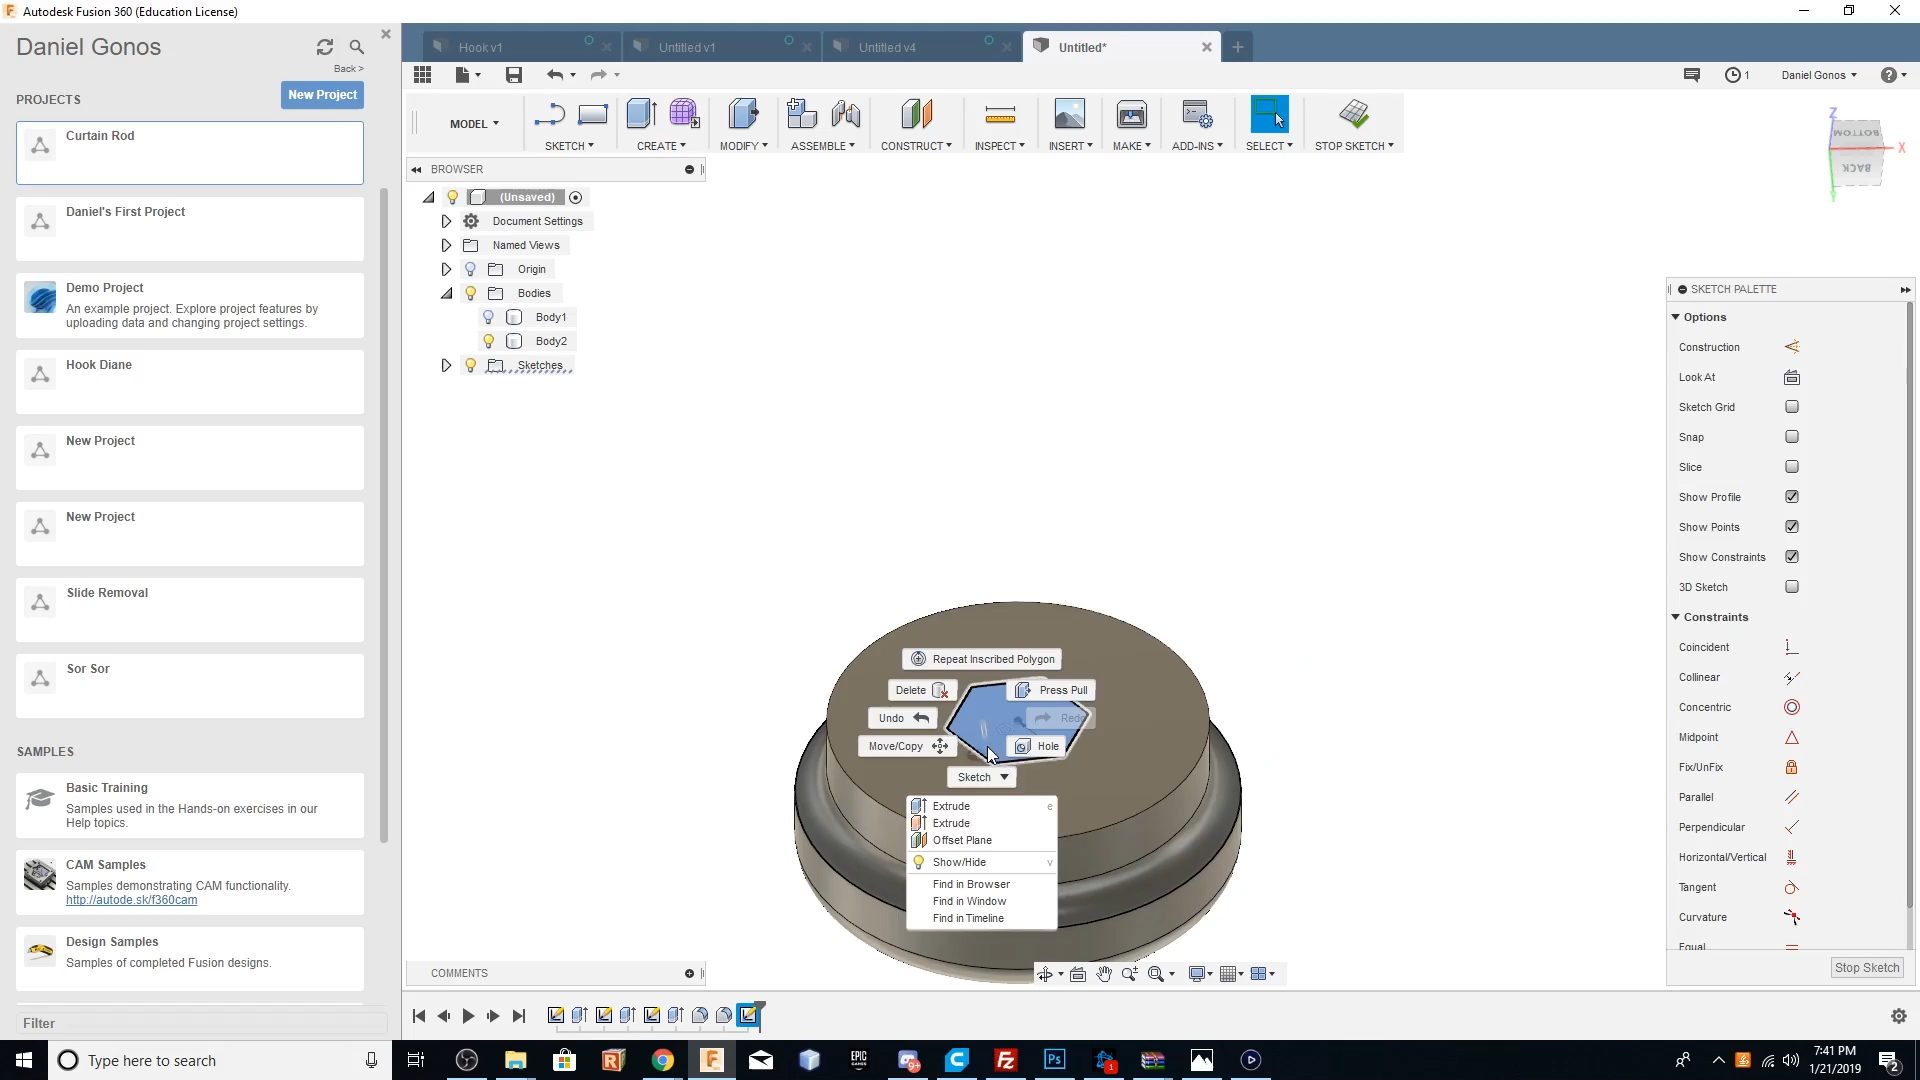 Autodesk Fusion 360 (Education License)
Daniel Gonos
Back >
PROJECTS
New Project
Curtain Rod
Daniel's First Project
Demo Project
An example project. Explore project features by
uploading data and changing project settings.
Hook Diane
New Project
New Project
Slide Removal
Sor Sor
SAMPLES
Basic Training
Samples used in the Hands-on exercises in our
Help topics.
CAM Samples
Samples demonstrating CAM functionality.
http://autode.sk/f360cam
Design Samples
Samples of completed Fusion designs.
Filter
Hook v1
Untitled v1
Untitled v4
Untitled*
1
Daniel Gonos
MODEL
SKETCH
CREATE
MODIFY
ASSEMBLE
CONSTRUCT
INSPECT
INSERT
MAKE
ADD-INS
SELECT
STOP SKETCH
BROWSER
(Unsaved)
Document Settings
Named Views
Origin
Bodies
Body1
Body2
Sketches
Z
BOTTOM
X
BACK
Repeat Inscribed Polygon
Delete
Press Pull
Undo
Redo
Move/Copy
Hole
Sketch
Extrude e
Extrude
Offset Plane
Show/Hide v
Find in Browser
Find in Window
Find in Timeline
SKETCH PALETTE
Options
Construction
Look At
Sketch Grid
Snap
Slice
Show Profile
Show Points
Show Constraints
3D Sketch
Constraints
Coincident
Collinear
Concentric
Midpoint
Fix/UnFix
Parallel
Perpendicular
Horizontal/Vertical
Tangent
Curvature
Equal
Stop Sketch
COMMENTS
Type here to search
EPIC
GAMES
9+
Ps
1
7:41 PM
1/21/2019
2